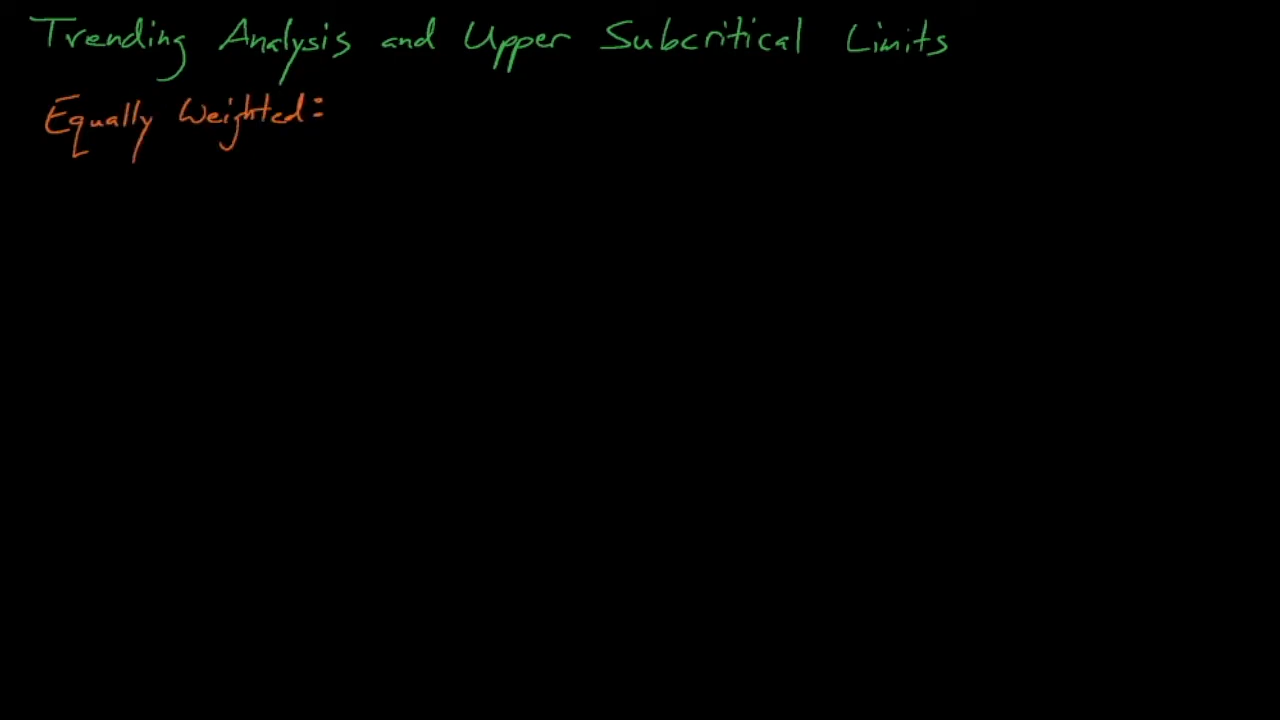 Trending Analysis and Upper Subcritical Limits
Equally Weighted: